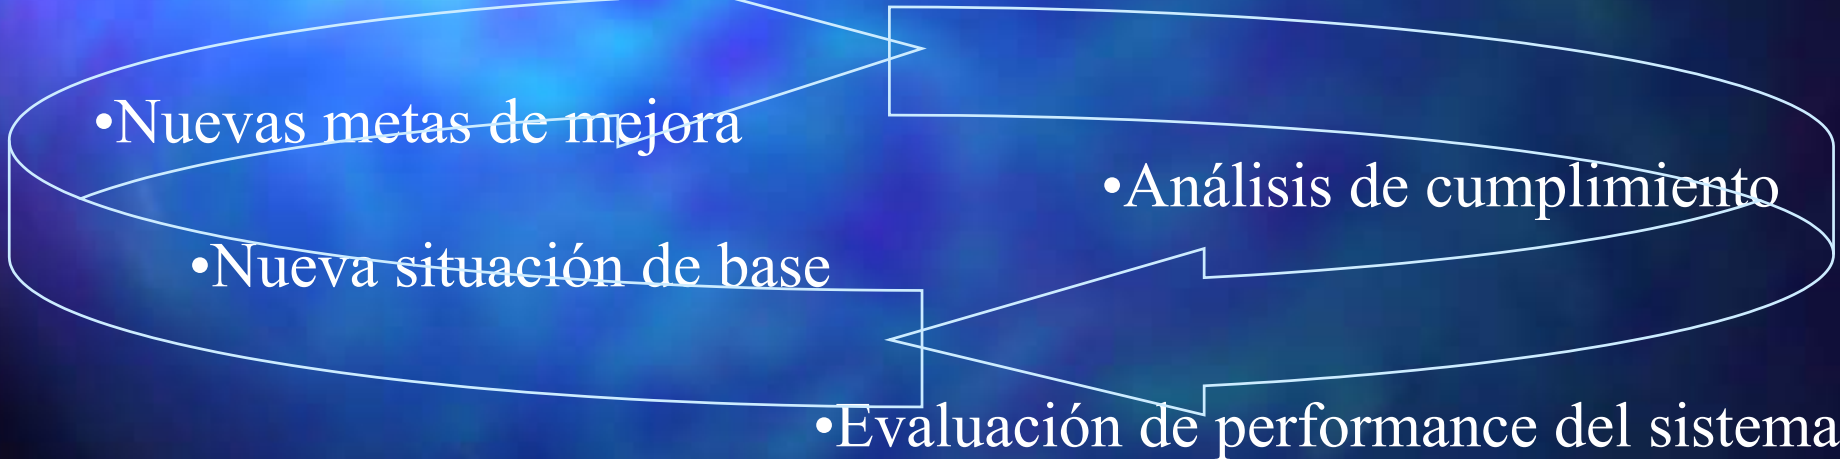 •Nuevas metas de mejora
•Análisis de cumplimiento
•Nueva situación de base
•Evaluación de performance del sistema